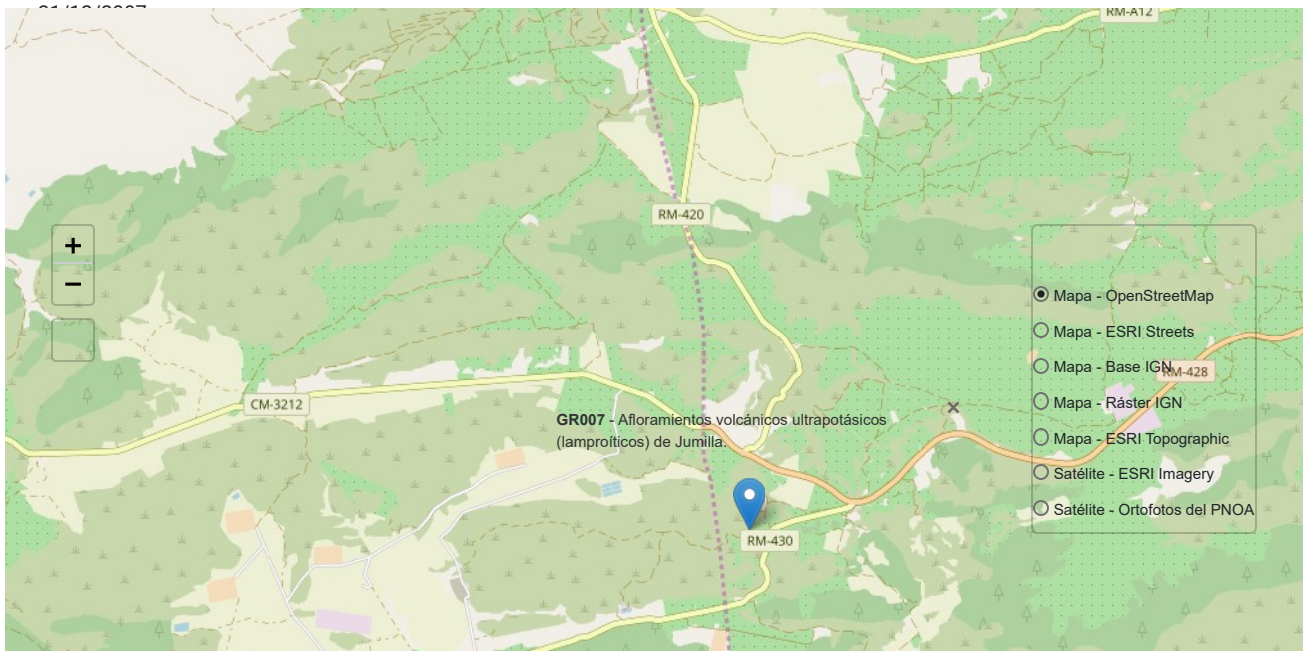 RM-A12
RM-420
+
−
Mapa - OpenStreetMap
Mapa - ESRI Streets
Mapa - Base IGN
RM-428
Mapa - Ráster IGN
CM-3212
GR007 - Afloramientos volcánicos ultrapotásicos
(lamproíticos) de Jumilla.
Mapa - ESRI Topographic
Satélite - ESRI Imagery
Satélite - Ortofotos del PNOA
RM-430